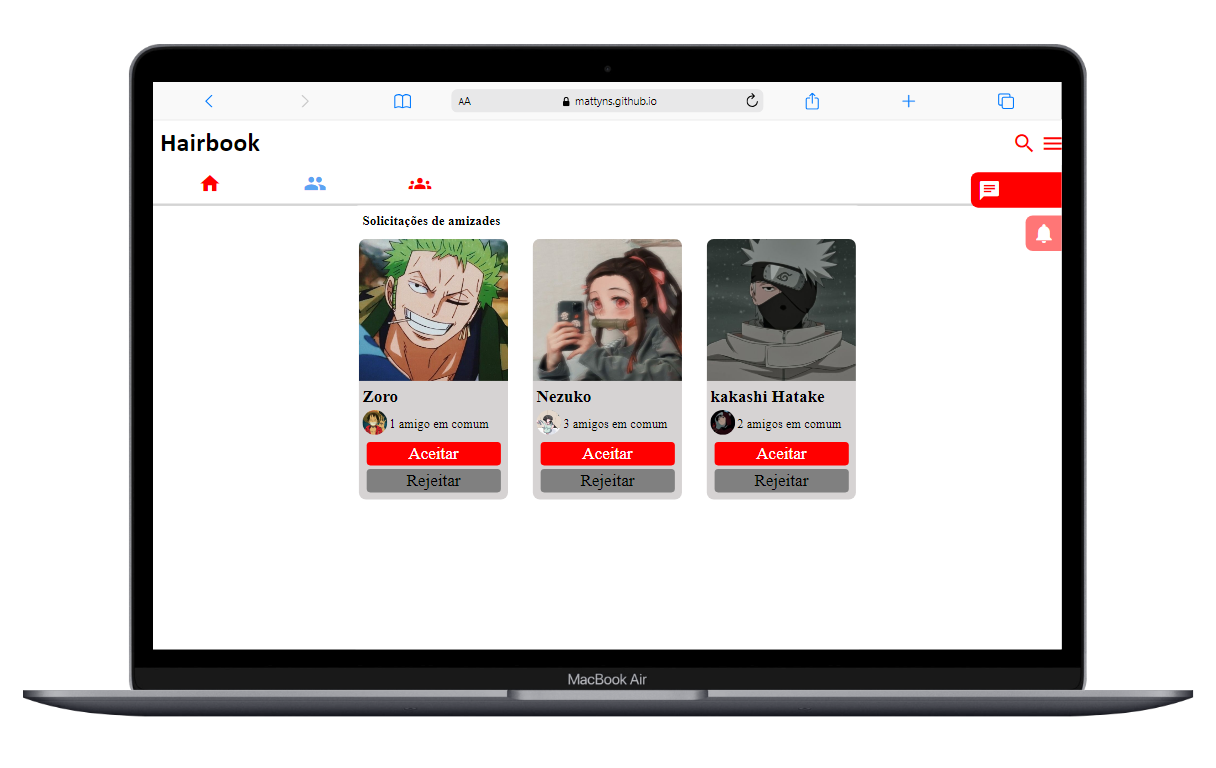 AA
mattyns.github.io
Hairbook
Solicitações de amizades
Zoro
1 amigo em comum
Aceitar
Rejeitar
Nezuko
3 amigos em comum
Aceitar
Rejeitar
kakashi Hatake
2 amigos em comum
Aceitar
Rejeitar
MacBook Air